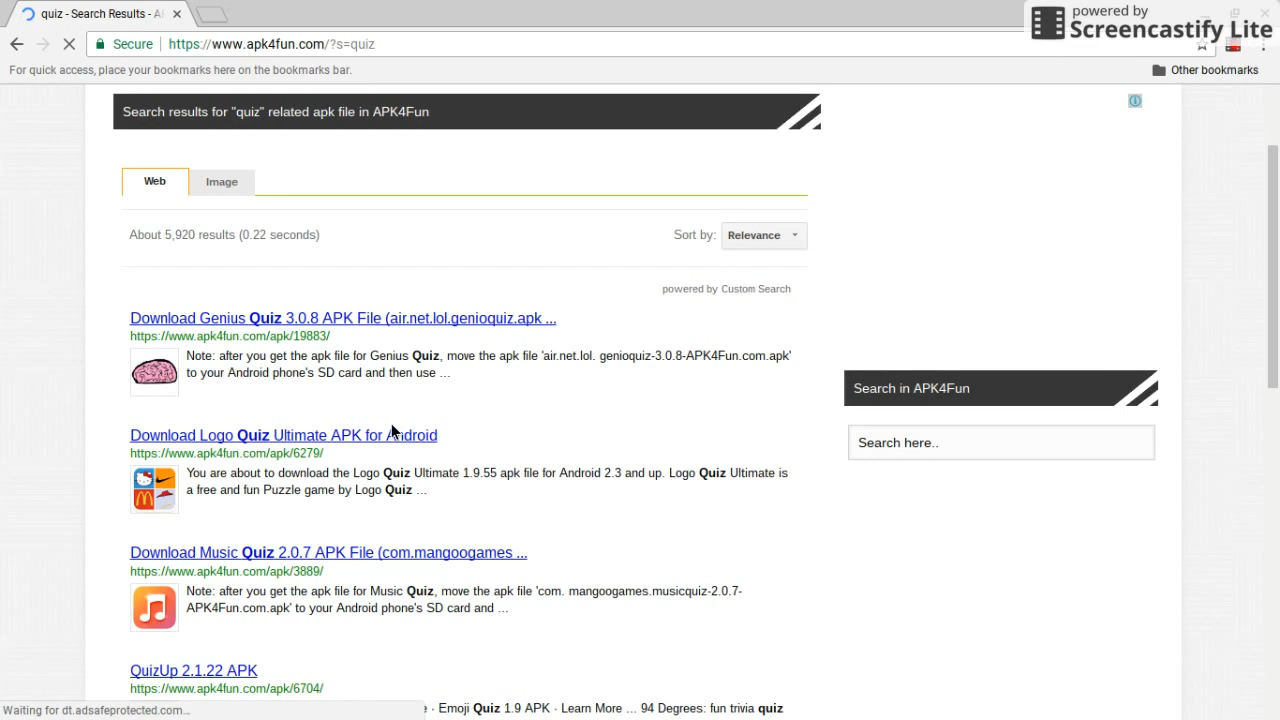 quiz - Search Results - A
powered by
Screencastify Lite
Secure
https://www.apk4fun.com/?s=quiz
For quick access, place your bookmarks here on the bookmarks bar.
Other bookmarks
Search results for "quiz" related apk file in APK4Fun
Web
Image
About 5,920 results (0.22 seconds)
Sort by:
Relevance
powered by Custom Search
Download Genius Quiz 3.0.8 APK File (air.net.lol.genioquiz.apk ...
https://www.apk4fun.com/apk/19883/
Note: after you get the apk file for Genius Quiz, move the apk file 'air.net.lol. genioquiz-3.0.8-APK4Fun.com.apk'
to your Android phone's SD card and then use ...
Search in APK4Fun
Search here..
Download Logo Quiz Ultimate APK for Android
https://www.apk4fun.com/apk/6279/
You are about to download the Logo Quiz Ultimate 1.9.55 apk file for Android 2.3 and up. Logo Quiz Ultimate is
a free and fun Puzzle game by Logo Quiz ...
Download Music Quiz 2.0.7 APK File (com.mangoogames ...
https://www.apk4fun.com/apk/3889/
Note: after you get the apk file for Music Quiz, move the apk file 'com. mangoogames.musicquiz-2.0.7-
APK4Fun.com.apk' to your Android phone's SD card and ...
QuizUp 2.1.22 APK
https://www.apk4fun.com/apk/6704/
· Emoji Quiz 1.9 APK · Learn More ... 94 Degrees: fun trivia quiz
Waiting for dt.adsafeprotected.com...